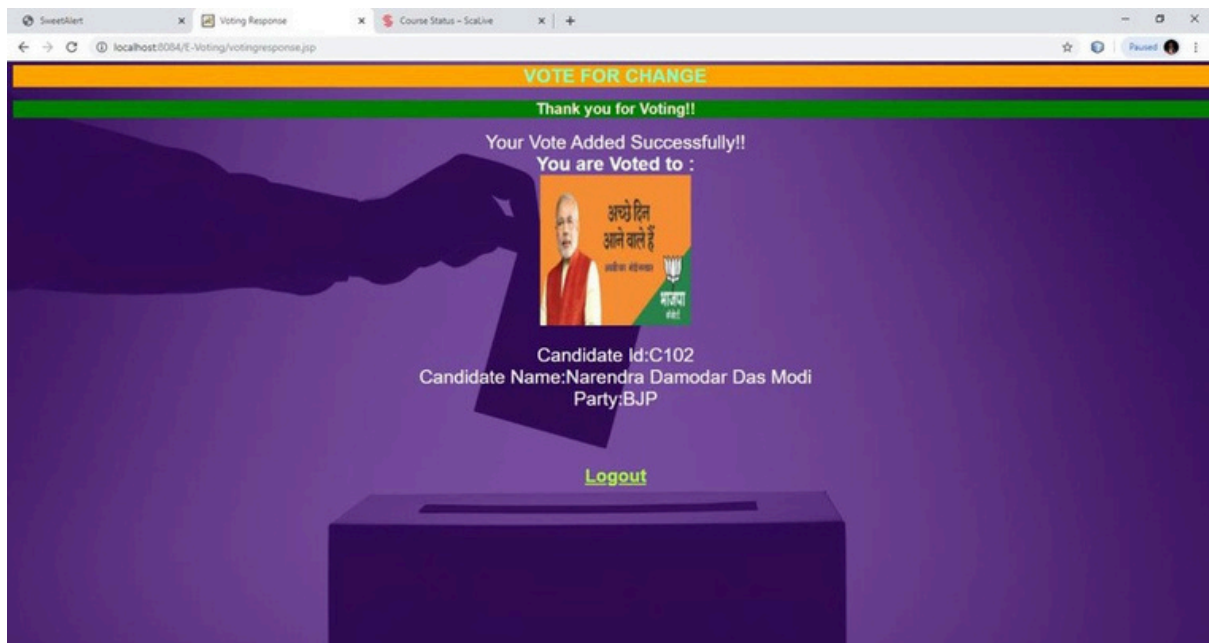 SweetAlert
Voting Response
Course Status – ScaLive
localhost:8084/E-Voting/votingresponse.jsp
Paused
VOTE FOR CHANGE
Thank you for Voting!!
Your Vote Added Successfully!!
You are Voted to :
अच्छे दिन
आने वाले हैं
भाजपा
Candidate Id:C102
Candidate Name:Narendra Damodar Das Modi
Party:BJP
Logout